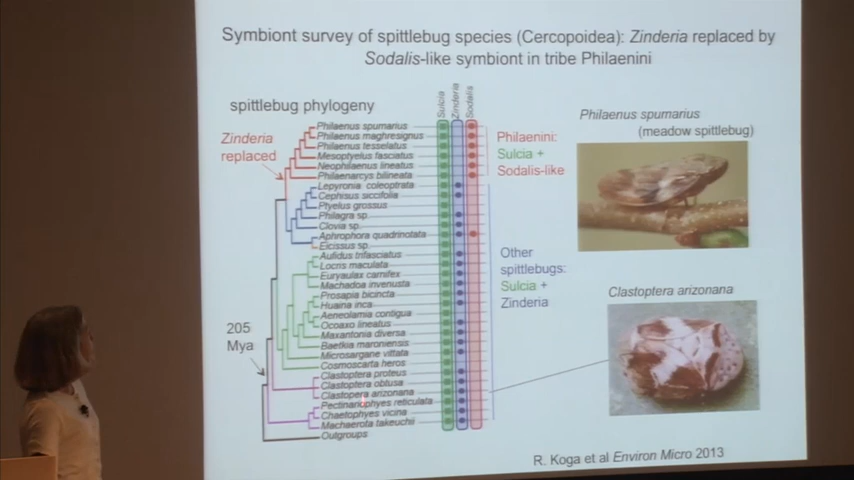 Symbiont survey of spittlebug species (Cercopoidea): Zinderia replaced by
Sodalis-like symbiont in tribe Philaenini
spittlebug phylogeny
Sulcia
Zinderia
Sodalis
Zinderia
replaced
Philaenus spumarius
Philaenus maghresignus
Philaenus tesselatus
Mesoptyelus fasciatus
Neophilaenus lineatus
Philaenarcys bilineata
Lepyronia coleoptrata
Cephisus siccifolia
Ptyelus grossus
Philagra sp.
Clovia sp.
Aphrophora quadrinotata
Eicissus sp.
Aulidus trifasciatus
Locris maculata
Euryaulax carnifex
Machadoa inveriusta
Prosapia bicincta
Huaina inca
Aeneolamia contigua
Ocoaxo lineatus
Maxantonia diversa
Baetkia maroniensis
Microsargane vittata
Cosmoscarta heros
Clastoptera proteus
Clastoptera obtusa
Clastopera arizonana
Pectinariophyes reticulata
Chaetophyes vicina
Machaerota takeuchii
Outgroups
205
Mya
Philaenini:
Sulcia +
Sodalis-like
Other
spittlebugs:
Sulcia +
Zinderia
Philaenus spumarius
(meadow spittlebug)
Clastoptera arizonana
R. Koga et al Environ Micro 2013